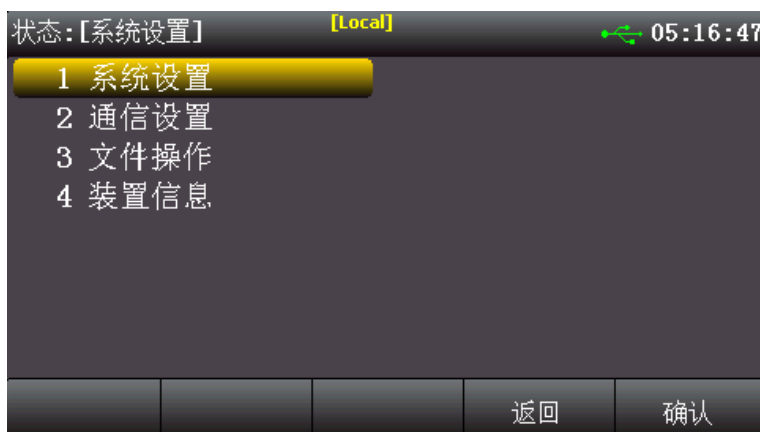 状态:[系统设置] [Local] 05:16:47
1 系统设置
2 通信设置
3 文件操作
4 装置信息
返回 确认